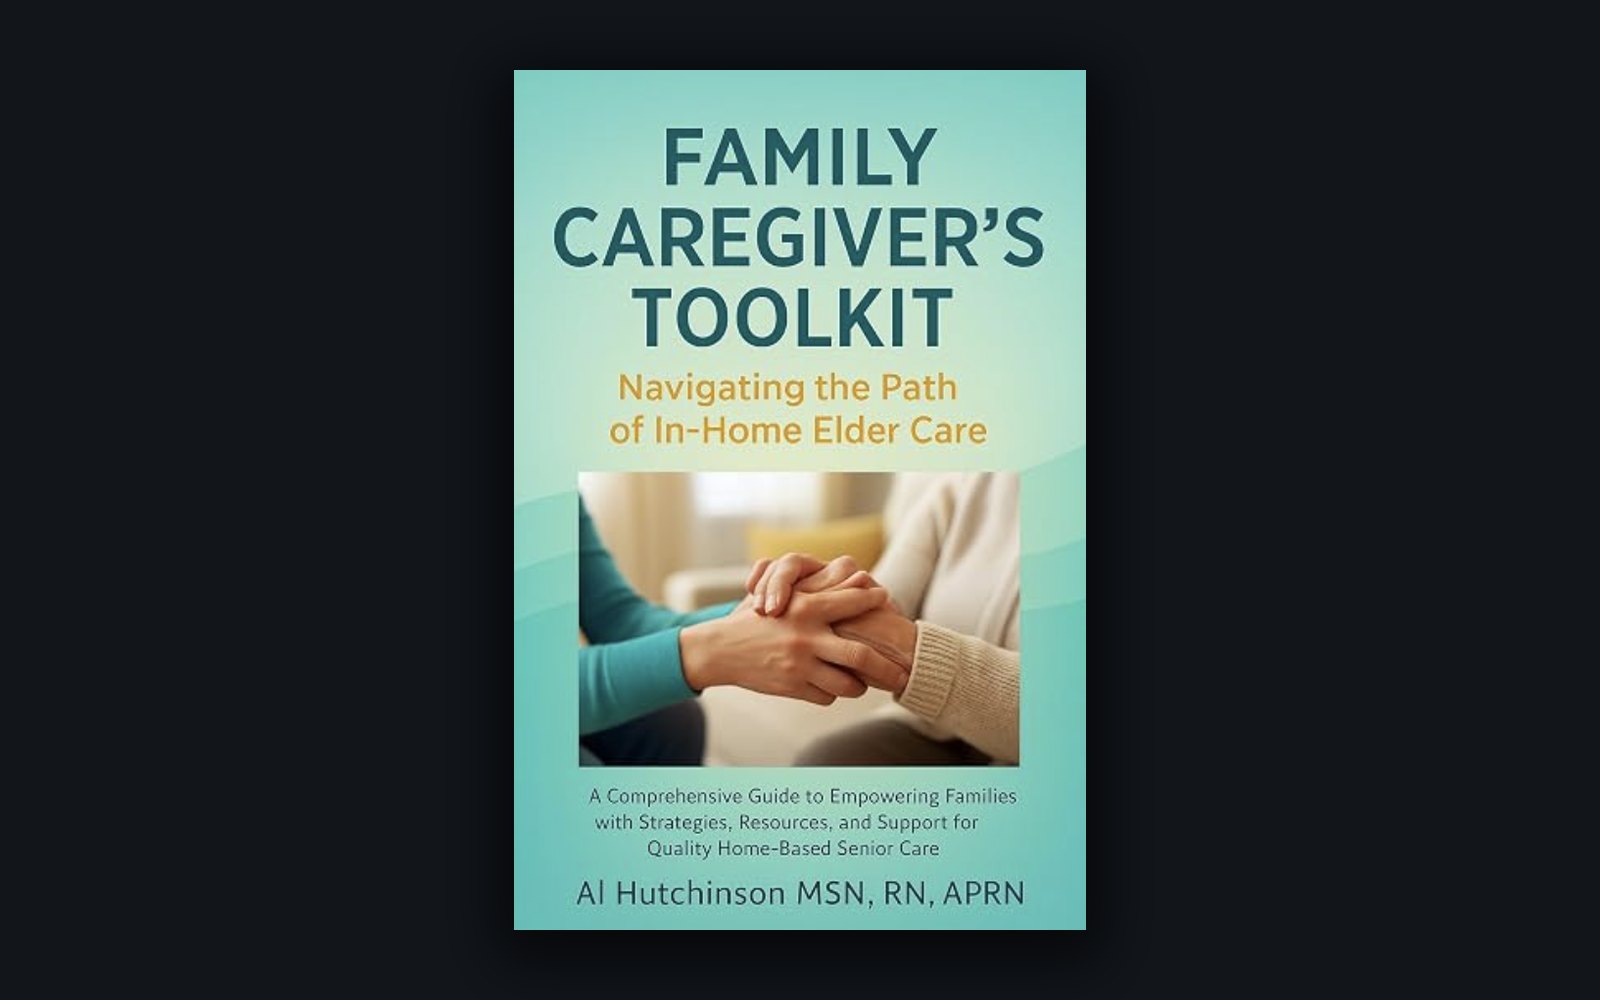 FAMILY
CAREGIVER’S
TOOLKIT
Navigating the Path
of In-Home Elder Care
A Comprehensive Guide to Empowering Families
with Strategies, Resources, and Support for
Quality Home-Based Senior Care
Al Hutchinson MSN, RN, APRN